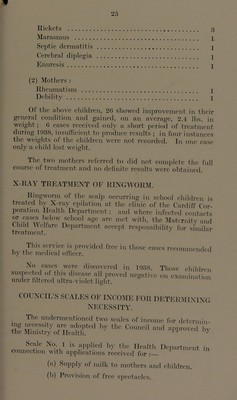 25
Rickets .......... 3
Marasmus .......... 1
Septic dermatitis .......... 1
Cerebral diplegia .......... 1
Enuresis .......... 1
(2) Mothers :
Rheumatism .......... 1
Debility .......... 1
Of the above children, 26 showed improvement in their
general condition and gained, on an average, 2.4 lbs. in
weight ; 6 cases received only a short period of treatment
during 1938, insufficient to produce results ; in four instances
the weights of the children were not recorded. In one case
only a child lost weight.
The two mothers referred to did not complete the full
course of treatment and no definite results were obtained.
X-RAY TREATMENT OF RINGWORM.
Ringworm of the scalp occurring in school children is
treated by X-ray epilation at the clinic of the Cardiff Cor-
poration Health Department ; and where infected contacts
or cases below school age are met with, the Maternity and
Child Welfare Department accept responsibility for similar
treatment.
This service is provided free in those cases recommended
by the medical officer.
No cases were discovered in 1938. Those children
suspected of this disease all proved negative on examination
under filtered ultra-violet light.
COUNCIL'S SCALES OF INCOME FOR DETERMINING
NECESSITY.
The undermentioned two scales of income for determin-
ing necessity are adopted by the Council and approved by
the Ministry of Health.
Scale No. 1 is applied by the Health Department in
connection with applications received for :—
(a) Supply of milk to mothers and children.
(b) Provision of free spectacles.